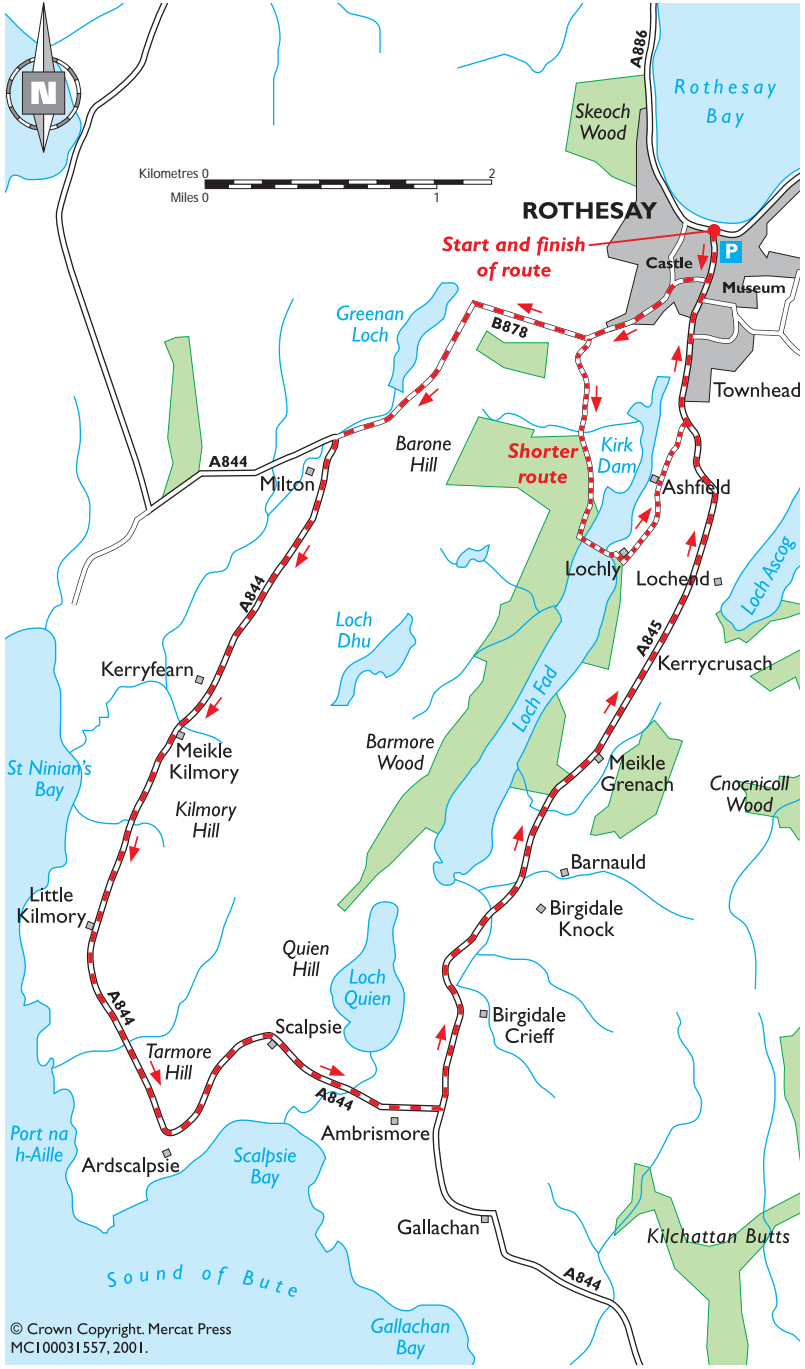 N
A886
Rothesay
Bay
Skeoch
Wood
Kilometres 0
2
Miles 0
1
ROTHESAY
Start and finish
of route
P
Castle
Museum
Greenan
Loch
B878
Townhead
A844
Milton
Barone
Hill
Shorter
route
Kirk
Dam
Ashfield
Lochly
Lochend
Loch Ascog
A844
Loch
Dhu
A845
Kerryfearn
Kerrycrusach
Loch Fad
Meikle
Kilmory
St Ninian's
Bay
Barmore
Wood
Meikle
Grenach
Cnocnicoll
Wood
Kilmory
Hill
Barnauld
Little
Kilmory
Birgidale
Knock
Quien
Hill
Loch
Quien
A844
Birgidale
Crieff
Scalpsie
Tarmore
Hill
A844
Ambrismore
Port na
h-Aille
Ardscalpsie
Scalpsie
Bay
Gallachan
Kilchattan Butts
Sound of Bute
A844
© Crown Copyright. Mercat Press
MC100031557, 2001.
Gallachan
Bay